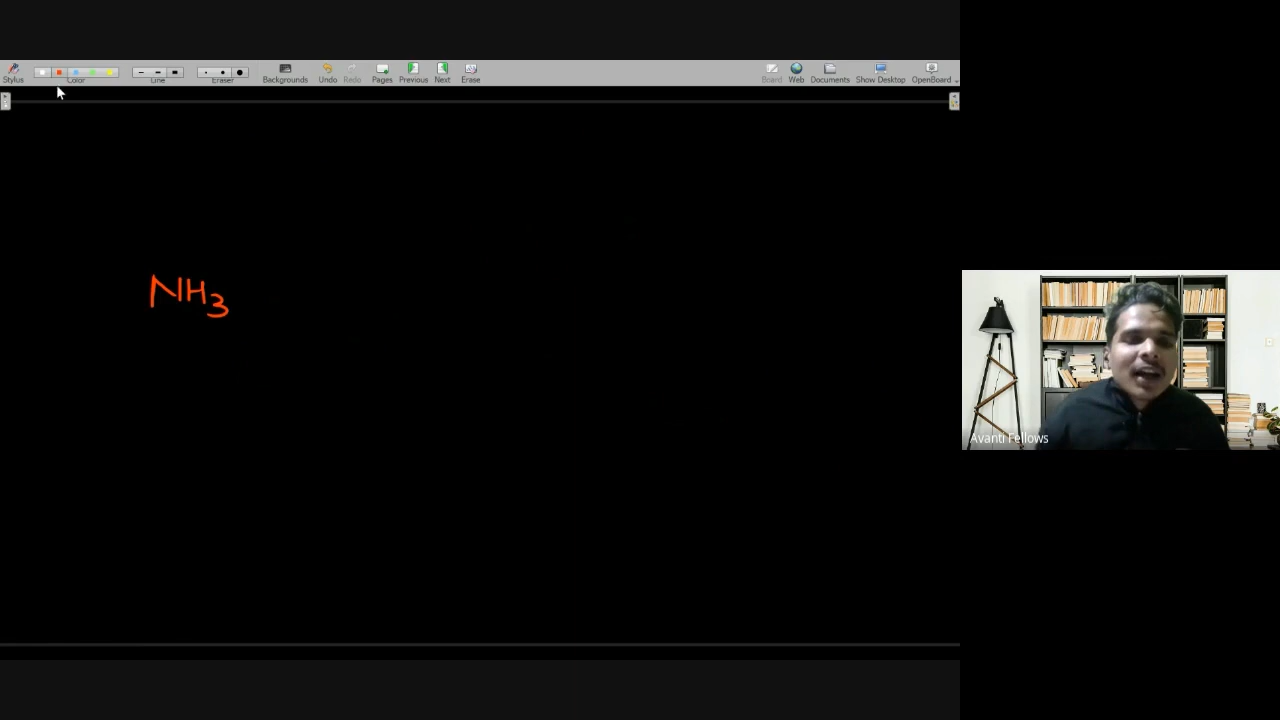 Stylus
Color
Line
Eraser
Backgrounds
Undo
Redo
Pages
Previous
Next
Erase
Board
Web
Documents
Show Desktop
OpenBoard
NH3
Avanti Fellows